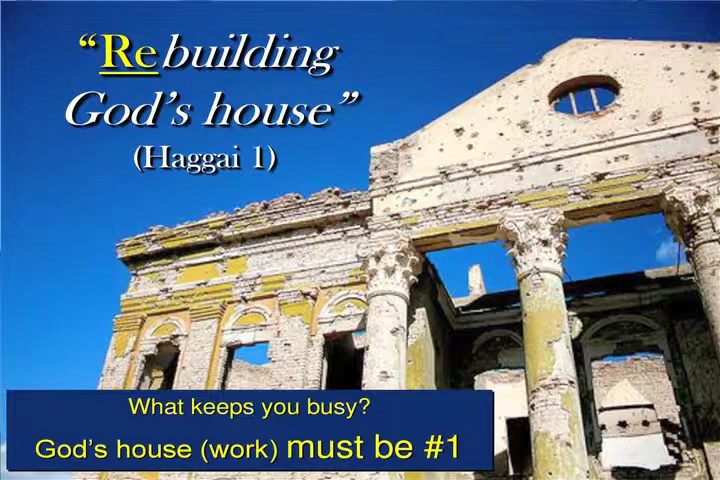 “Rebuilding
God’s house”
(Haggai 1)
What keeps you busy?
God’s house (work) must be #1